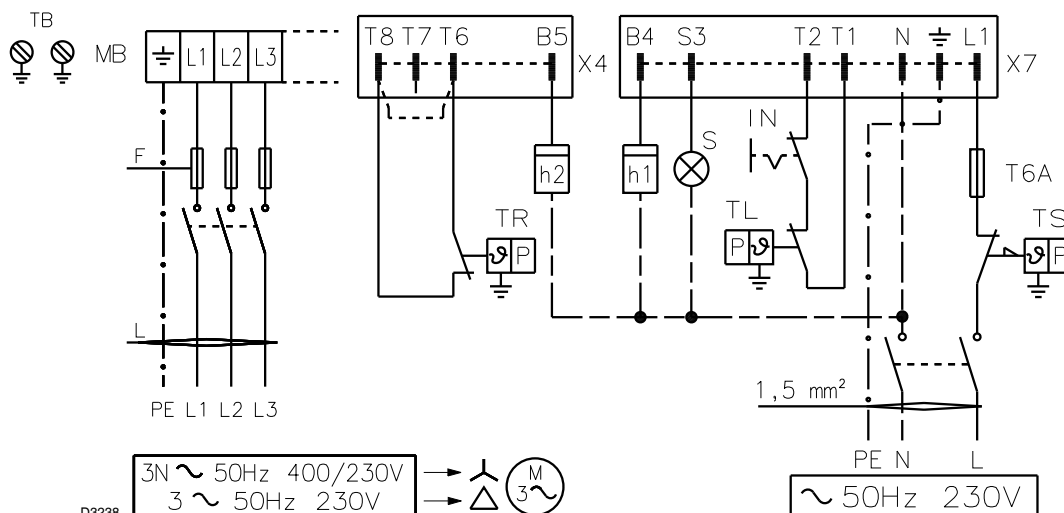 TB
MB
L1 L2 L3
T8 T7 T6 B5
X4
B4 S3 T2 T1 N L1
X7
F
h2
h1
S
IN
T6A
TR
ϑ P
TL
P ϑ
TS
ϑ P
L
PE L1 L2 L3
1,5 mm²
PE N L
3N ~ 50Hz 400/230V
3 ~ 50Hz 230V
M
3~
~ 50Hz 230V
D3238